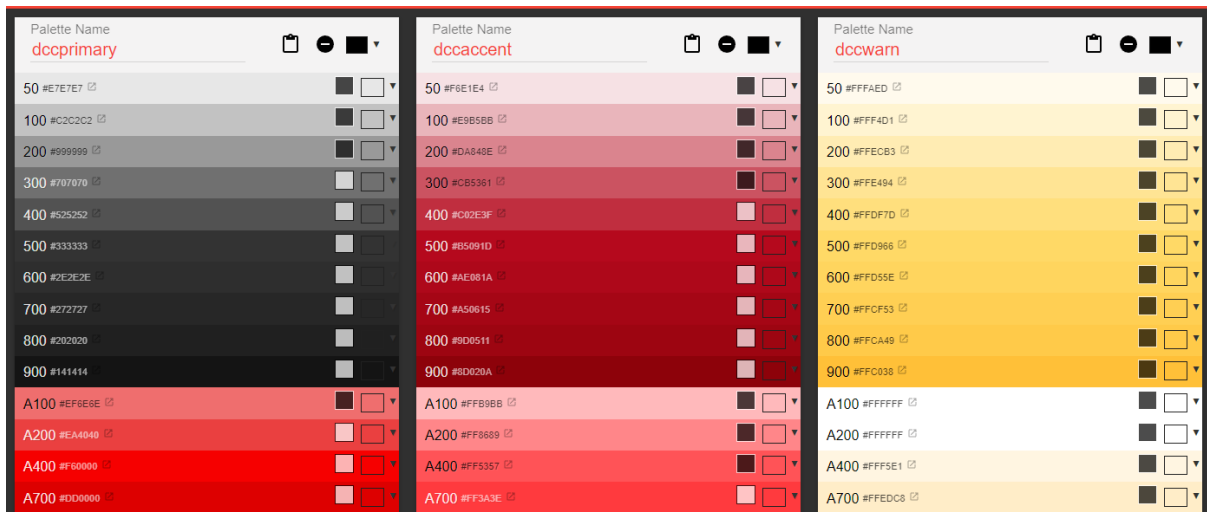 Palette Name
dccprimary
50 #E7E7E7
100 #C2C2C2
200 #999999
300 #707070
400 #525252
500 #333333
600 #2E2E2E
700 #272727
800 #202020
900 #141414
A100 #EF6E6E
A200 #EA4040
A400 #F60000
A700 #DD0000
Palette Name
dccaccent
50 #F6E1E4
100 #E9B5BB
200 #DA848E
300 #CB5361
400 #C02E3F
500 #B5091D
600 #AE081A
700 #A50615
800 #9D0511
900 #8D020A
A100 #FFB9BB
A200 #FF8689
A400 #FF5357
A700 #FF3A3E
Palette Name
dccwarn
50 #FFFAED
100 #FFF4D1
200 #FFECB3
300 #FFE494
400 #FFDF7D
500 #FFD966
600 #FFD55E
700 #FFCF53
800 #FFCA49
900 #FFC038
A100 #FFFFFF
A200 #FFFFFF
A400 #FFF5E1
A700 #FFEDC8